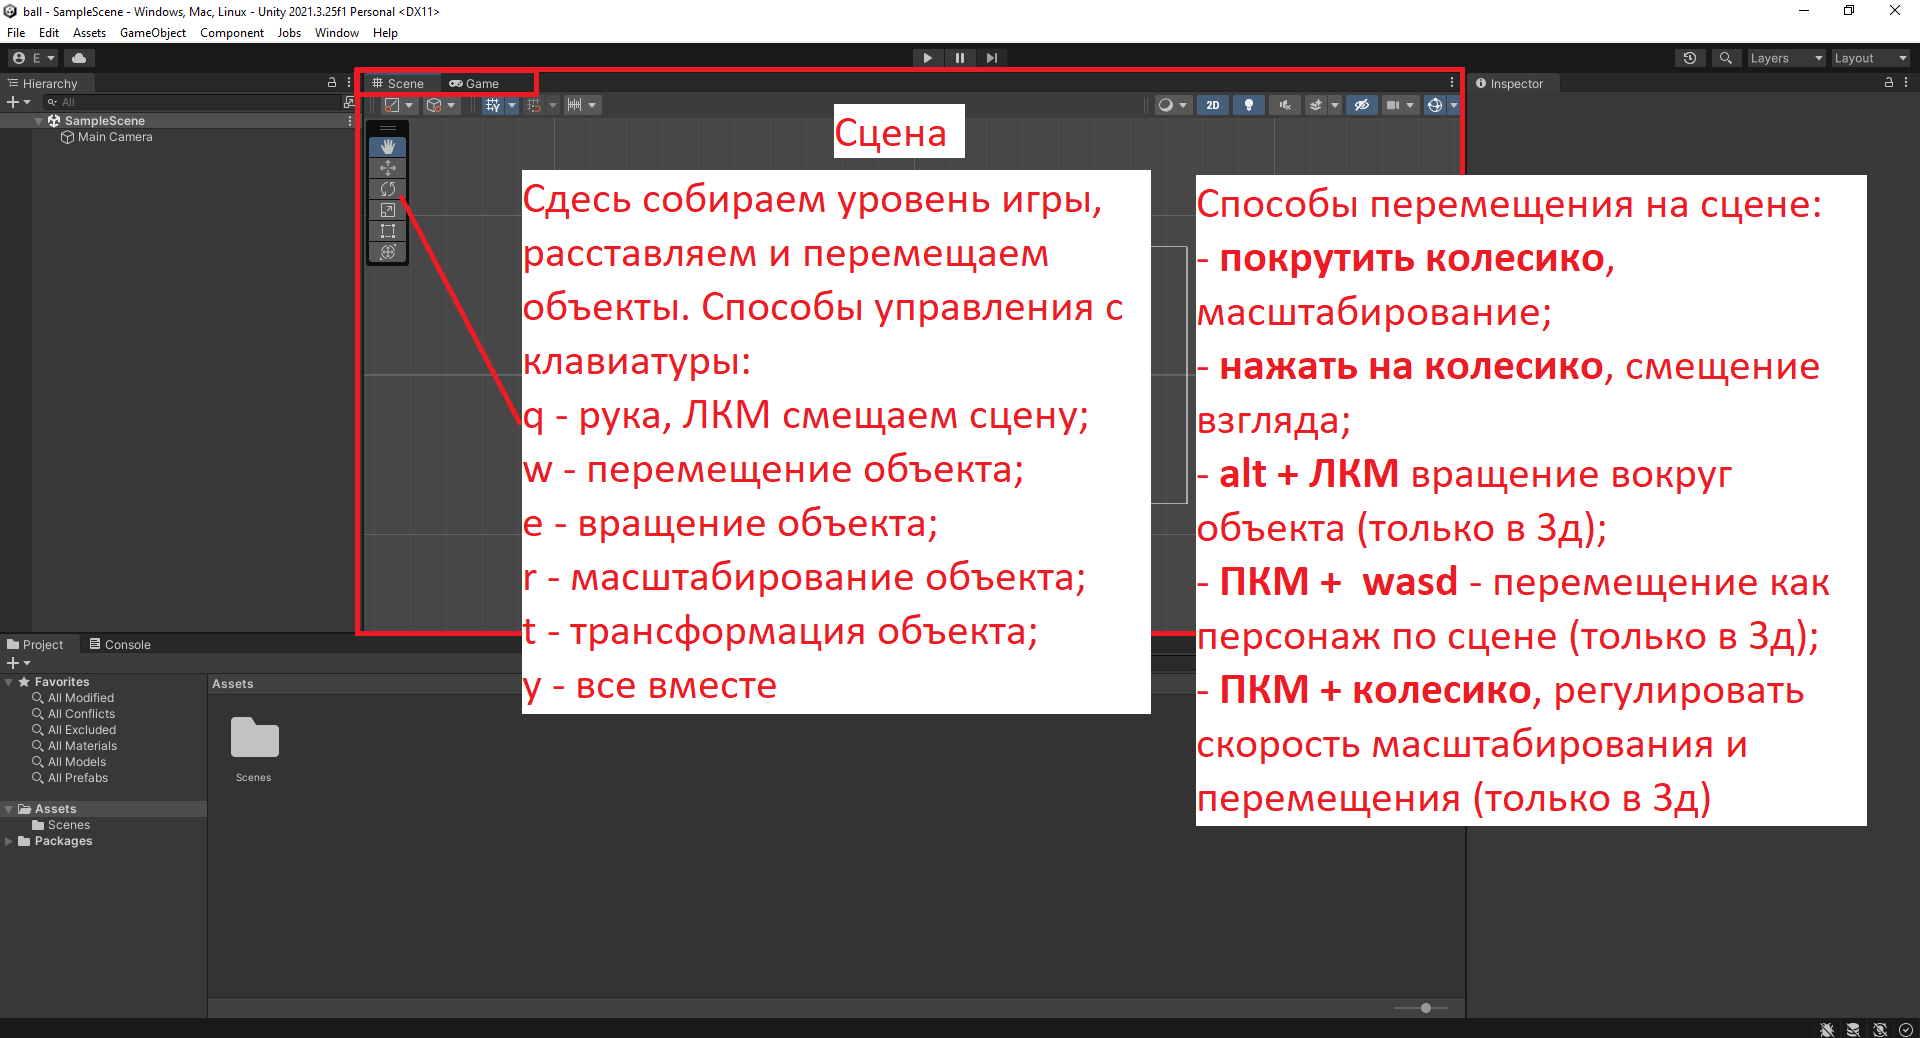 ball - SampleScene - Windows, Mac, Linux - Unity 2021.3.25f1 Personal <DX11>
File Edit Assets GameObject Component Jobs Window Help
E
Layers
Layout
Hierarchy
Scene
Game
Inspector
All
2D
SampleScene
Main Camera
Сцена
Сдесь собираем уровень игры,
расставляем и перемещаем
объекты. Способы управления с
клавиатуры:
q - рука, ЛКМ смещаем сцену;
w - перемещение объекта;
e - вращение объекта;
r - масштабирование объекта;
t - трансформация объекта;
y - все вместе
Способы перемещения на сцене:
- покрутить колесико,
масштабирование;
- нажать на колесико, смещение
взгляда;
- alt + ЛКМ вращение вокруг
объекта (только в 3д);
- ПКМ +  wasd - перемещение как
персонаж по сцене (только в 3д);
- ПКМ + колесико, регулировать
скорость масштабирования и
перемещения (только в 3д)
Project
Console
Favorites
All Modified
All Conflicts
All Excluded
All Materials
All Models
All Prefabs
Assets
Scenes
Packages
Assets
Scenes